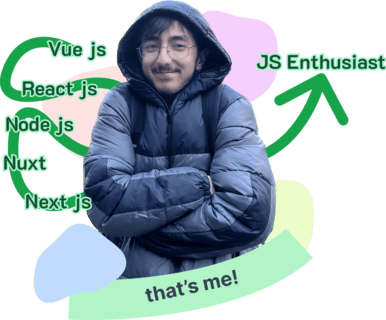 Vue js
JS Enthusiast
React js
Node js
Nuxt
Next js
that's me!